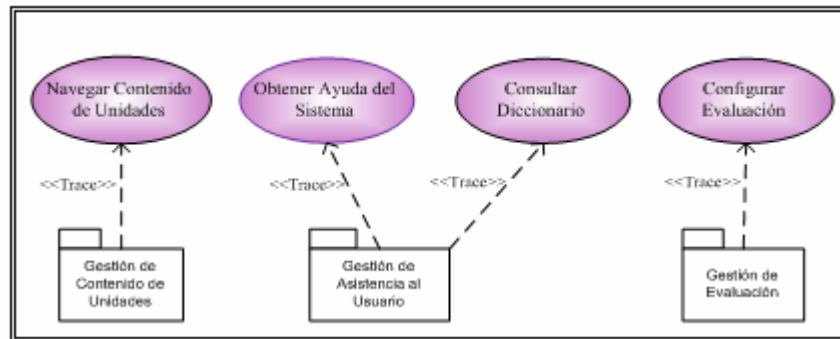 Navegar Contenido
de Unidades
Obtener Ayuda del
Sistema
Consultar
Diccionario
Configurar
Evaluación
<<Trace>>
<<Trace>>
<<Trace>>
<<Trace>>
Gestión de
Contenido de
Unidades
Gestión de
Asistencia al
Usuario
Gestión de
Evaluación